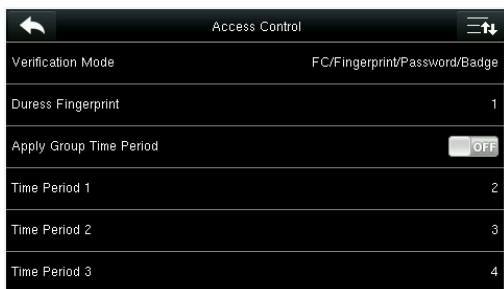 Access Control
Verification Mode FC/Fingerprint/Password/Badge
Duress Fingerprint 1
Apply Group Time Period OFF
Time Period 1 2
Time Period 2 3
Time Period 3 4